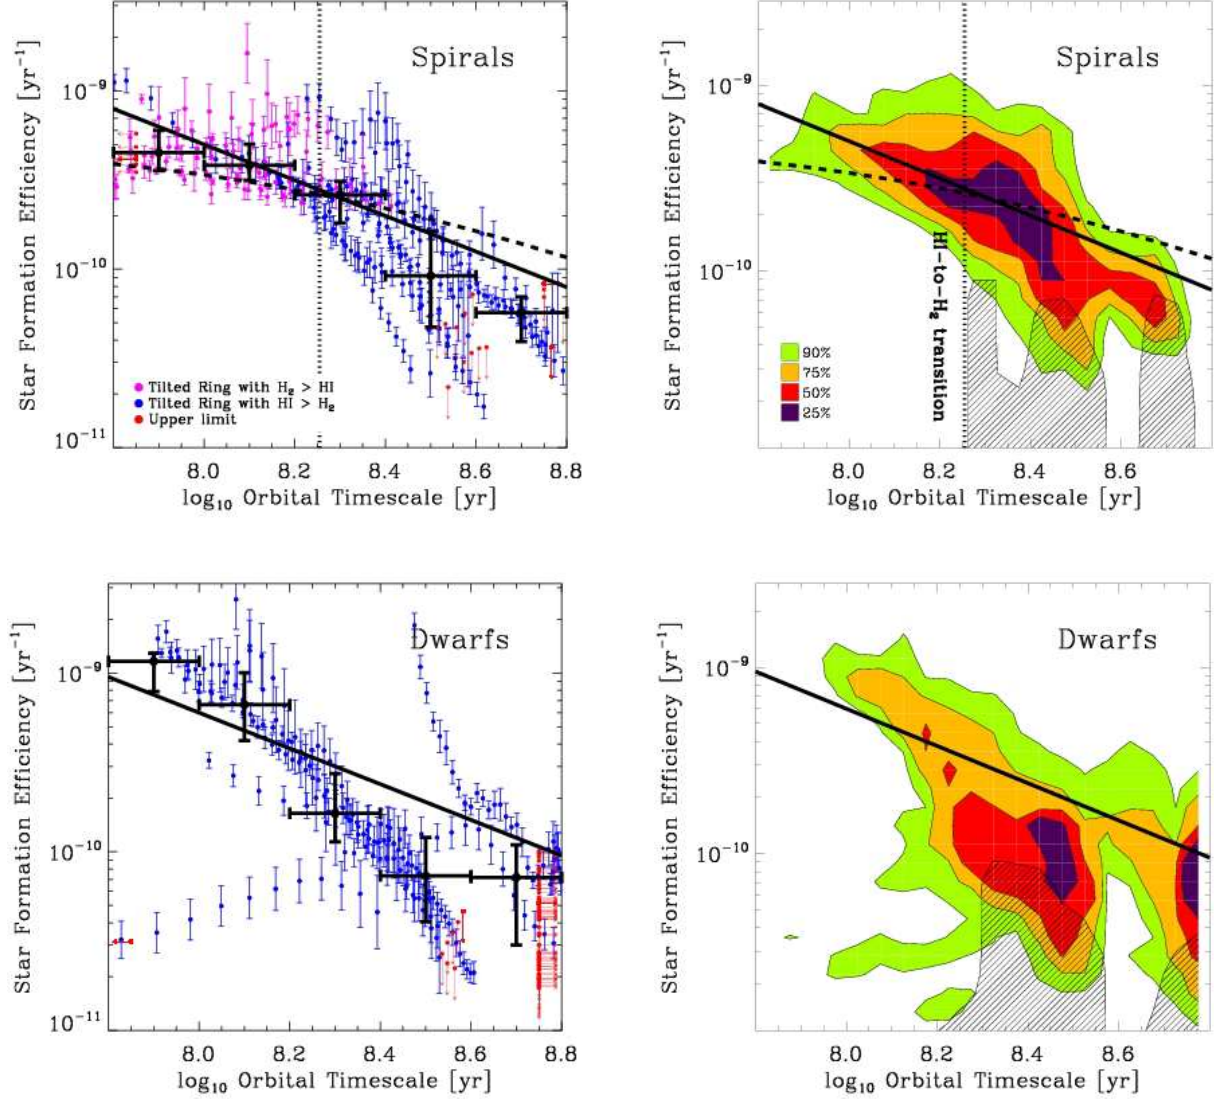 Spirals
Star Formation Efficiency [yr⁻¹]
10⁻⁹
10⁻¹⁰
10⁻¹¹
Tilted Ring with H₂ > HI
Tilted Ring with HI > H₂
Upper limit
8.0 8.2 8.4 8.6 8.8
log₁₀ Orbital Timescale [yr]
Spirals
Star Formation Efficiency [yr⁻¹]
10⁻⁹
10⁻¹⁰
HI-to-H₂ transition
90%
75%
50%
25%
8.0 8.2 8.4 8.6
log₁₀ Orbital Timescale [yr]
Dwarfs
Star Formation Efficiency [yr⁻¹]
10⁻⁹
10⁻¹⁰
10⁻¹¹
8.0 8.2 8.4 8.6 8.8
log₁₀ Orbital Timescale [yr]
Dwarfs
Star Formation Efficiency [yr⁻¹]
10⁻⁹
10⁻¹⁰
8.0 8.2 8.4 8.6
log₁₀ Orbital Timescale [yr]